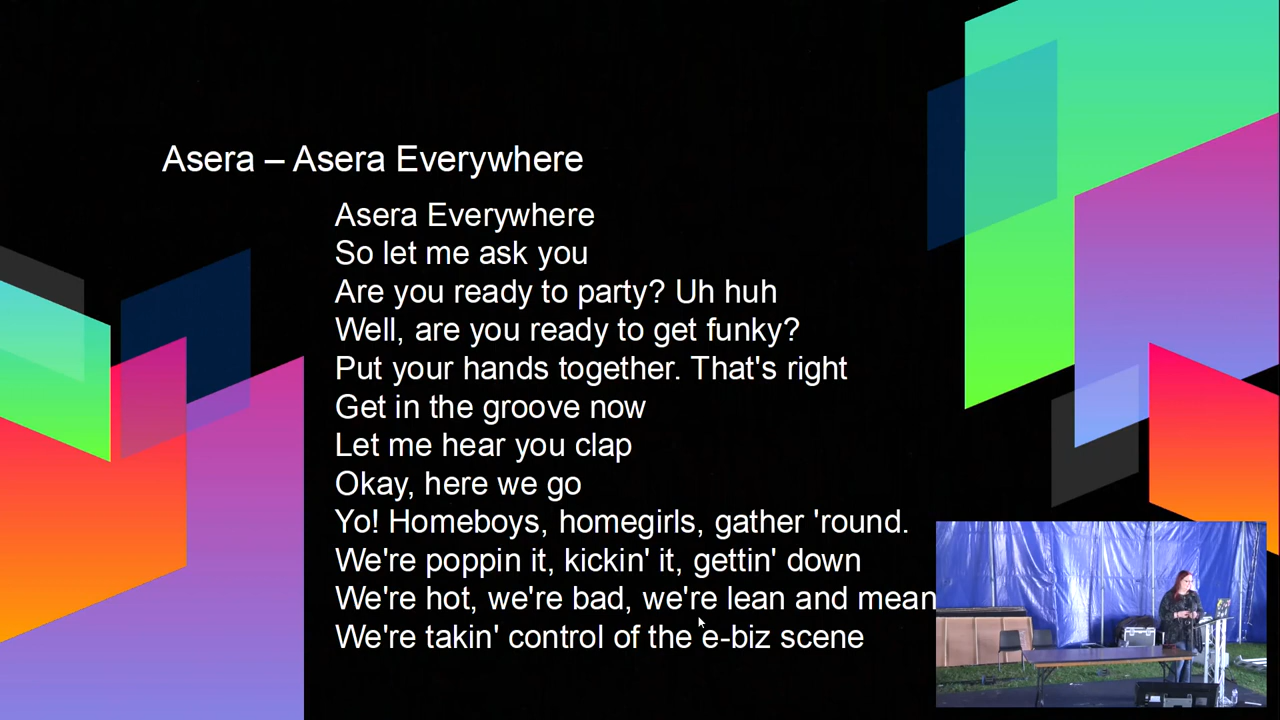 Asera – Asera Everywhere
Asera Everywhere
So let me ask you
Are you ready to party? Uh huh
Well, are you ready to get funky?
Put your hands together. That's right
Get in the groove now
Let me hear you clap
Okay, here we go
Yo! Homeboys, homegirls, gather 'round.
We're poppin it, kickin' it, gettin' down
We're hot, we're bad, we're lean and mean
We're takin' control of the e-biz scene